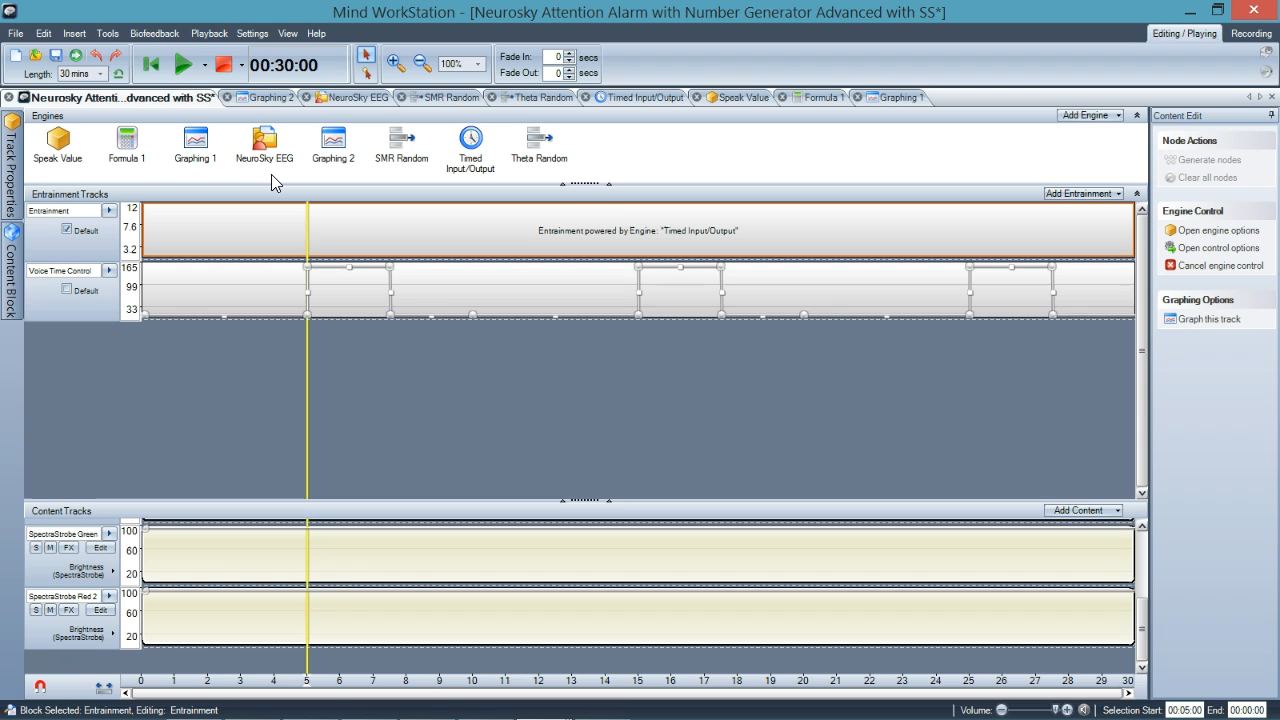 Mind WorkStation - [Neurosky Attention Alarm with Number Generator Advanced with SS*]
File Edit Insert Tools Biofeedback Playback Settings View Help
Editing / Playing Recording
Length: 30 mins
00:30:00
100%
Fade In: 0 secs
Fade Out: 0 secs
Neurosky Attenti...dvanced with SS* Graphing 2 NeuroSky EEG SMR Random Theta Random Timed Input/Output Speak Value Formula 1 Graphing 1
Engines Add Engine
Speak Value Formula 1 Graphing 1 NeuroSky EEG Graphing 2 SMR Random Timed Input/Output Theta Random
Track Properties
Content Block
Entrainment Tracks Add Entrainment
Entrainment
Default
12
7.6
3.2
Entrainment powered by Engine: "Timed Input/Output"
Voice Time Control
Default
165
99
33
Content Tracks Add Content
SpectraStrobe Green
S M FX Edit
Brightness
(SpectraStrobe)
100
60
20
SpectraStrobe Red 2
S M FX Edit
Brightness
(SpectraStrobe)
100
60
20
0 1 2 3 4 5 6 7 8 9 10 11 12 13 14 15 16 17 18 19 20 21 22 23 24 25 26 27 28 29 30
Content Edit
Node Actions
Generate nodes
Clear all nodes
Engine Control
Open engine options
Open control options
Cancel engine control
Graphing Options
Graph this track
Block Selected: Entrainment, Editing: Entrainment
Volume:
Selection Start: 00:05:00 End: 00:00:00